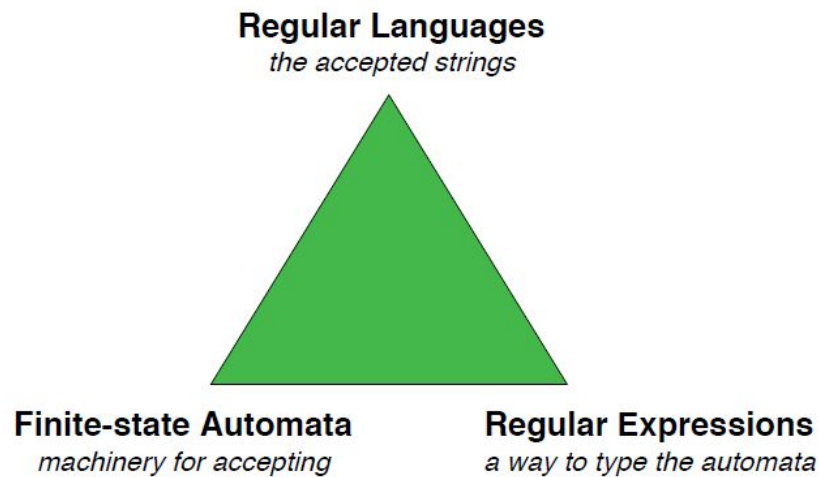 Regular Languages
the accepted strings
Finite-state Automata
machinery for accepting
Regular Expressions
a way to type the automata